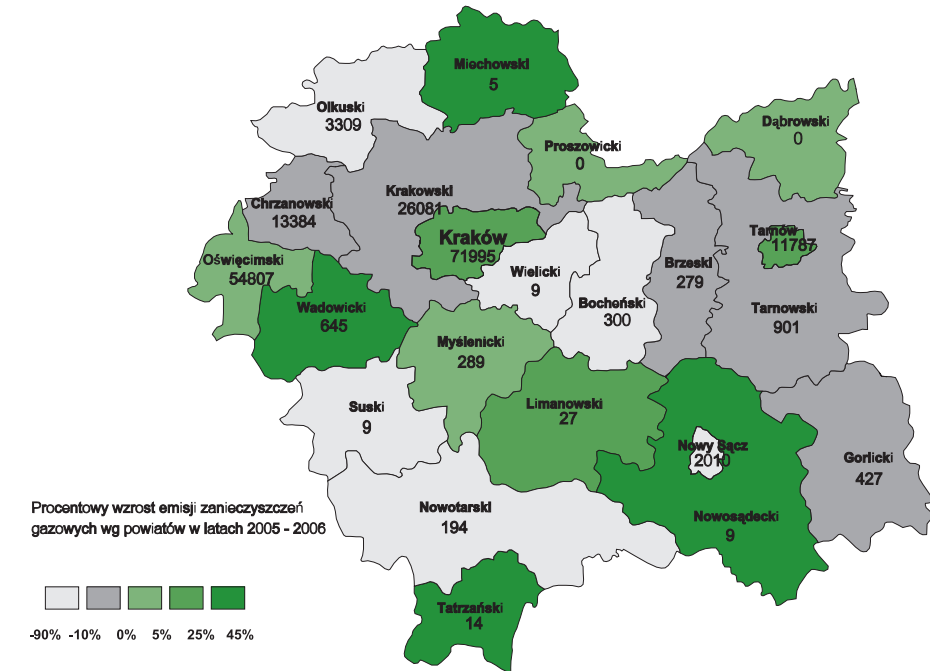 Miechowski
5
Olkuski
3309
Dąbrowski
0
Proszowicki
0
Krakowski
26081
Chrzanowski
13384
Kraków
71995
Tarnów
11787
Oświęcimski
54807
Wielicki
9
Brzeski
279
Bocheński
300
Tarnowski
901
Wadowicki
645
Myślenicki
289
Suski
9
Limanowski
27
Nowy Sącz
2010
Gorlicki
427
Nowotarski
194
Nowosądecki
9
Tatrzański
14
Procentowy wzrost emisji zanieczyszczeń
gazowych wg powiatów w latach 2005 - 2006
-90% -10% 0% 5% 25% 45%